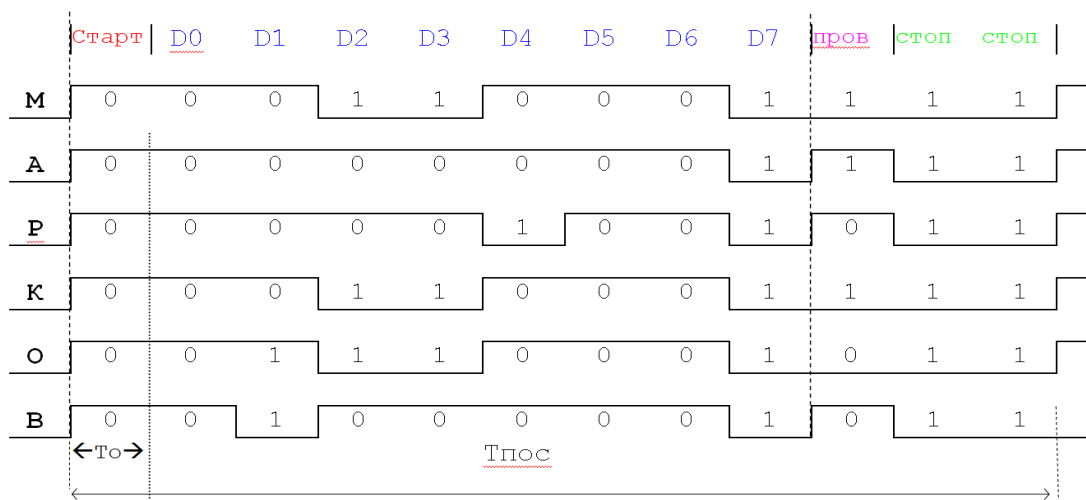 Старт D0 D1 D2 D3 D4 D5 D6 D7 пров стоп стоп
М 0 0 0 1 1 0 0 0 1 1 1 1
А 0 0 0 0 0 0 0 0 1 1 1 1
Р 0 0 0 0 0 1 0 0 1 0 1 1
К 0 0 0 1 1 0 0 0 1 1 1 1
О 0 0 1 1 1 0 0 0 1 0 1 1
В 0 0 1 0 0 0 0 0 1 0 1 1
←То→ Тпос